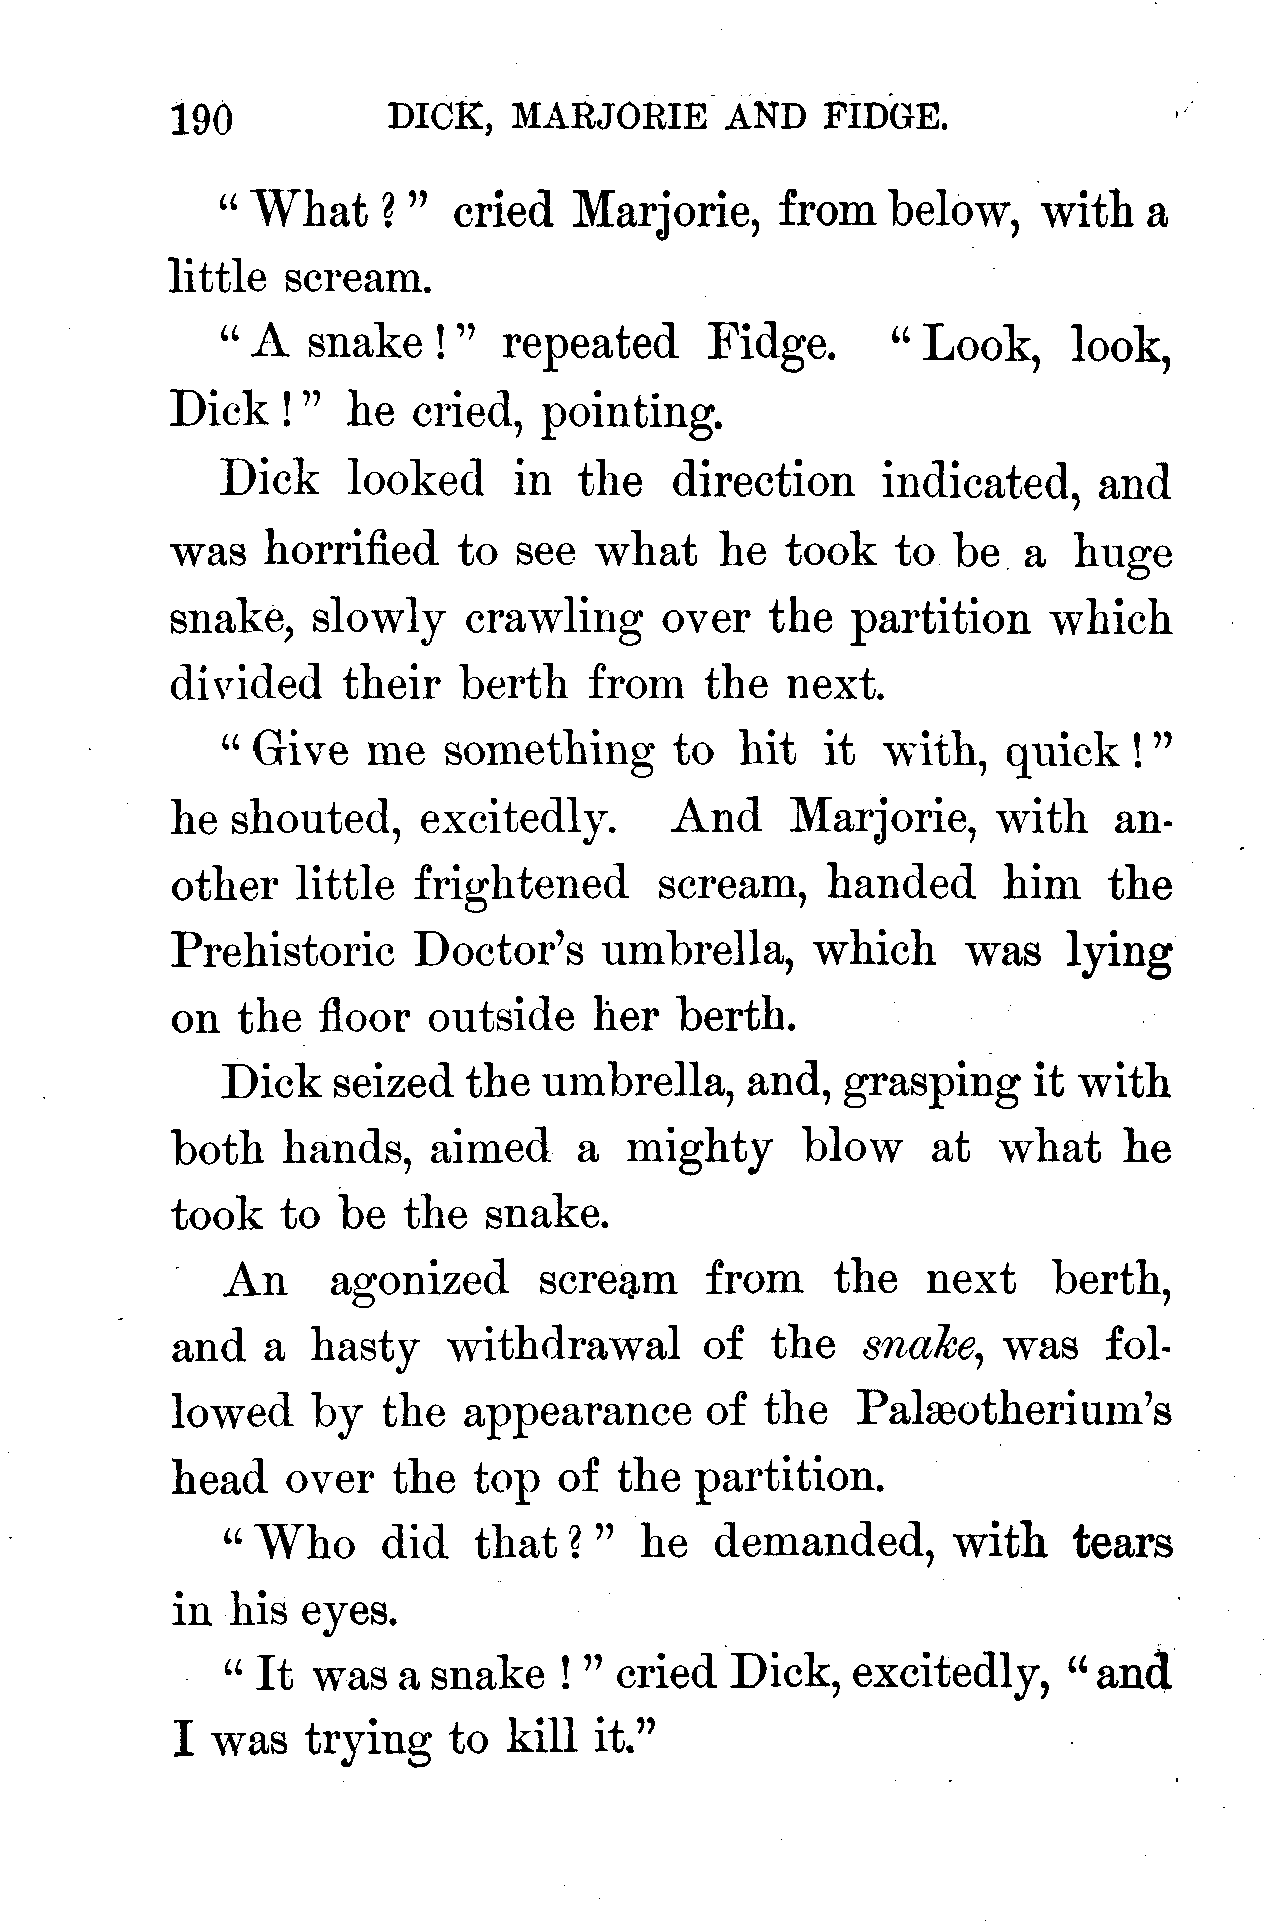 190 DICK, MARJORIE AND FIDGE.
“What?” cried Marjorie, from below, with a
little scream.
“A snake!” repeated Fidge. “Look, look,
Dick!” he cried, pointing.
Dick looked in the direction indicated, and
was horrified to see what he took to be a huge
snake, slowly crawling over the partition which
divided their berth from the next.
“Give me something to hit it with, quick!”
he shouted, excitedly. And Marjorie, with an-
other little frightened scream, handed him the
Prehistoric Doctor’s umbrella, which was lying
on the floor outside her berth.
Dick seized the umbrella, and, grasping it with
both hands, aimed a mighty blow at what he
took to be the snake.
An agonized scream from the next berth,
and a hasty withdrawal of the snake, was fol-
lowed by the appearance of the Palæotherium’s
head over the top of the partition.
“Who did that?” he demanded, with tears
in his eyes.
“It was a snake!” cried Dick, excitedly, “and
I was trying to kill it.”